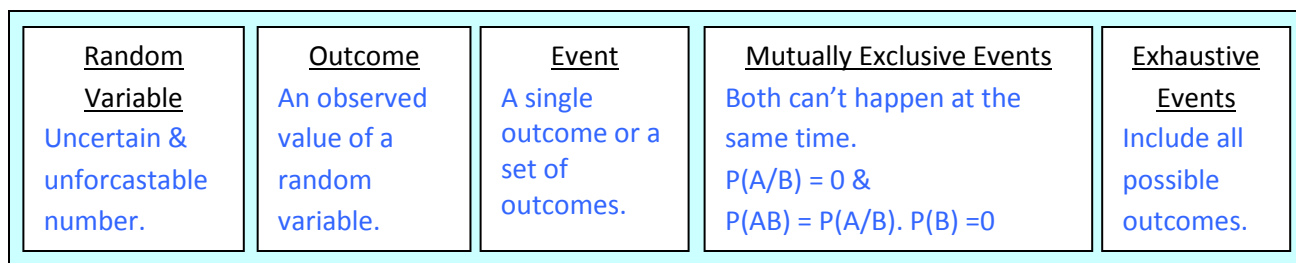 Random
Variable
Uncertain &
unforcastable
number.
Outcome
An observed
value of a
random
variable.
Event
A single
outcome or a
set of
outcomes.
Mutually Exclusive Events
Both can't happen at the
same time.
P(A/B) = 0 &
P(AB) = P(A/B). P(B) =0
Exhaustive
Events
Include all
possible
outcomes.